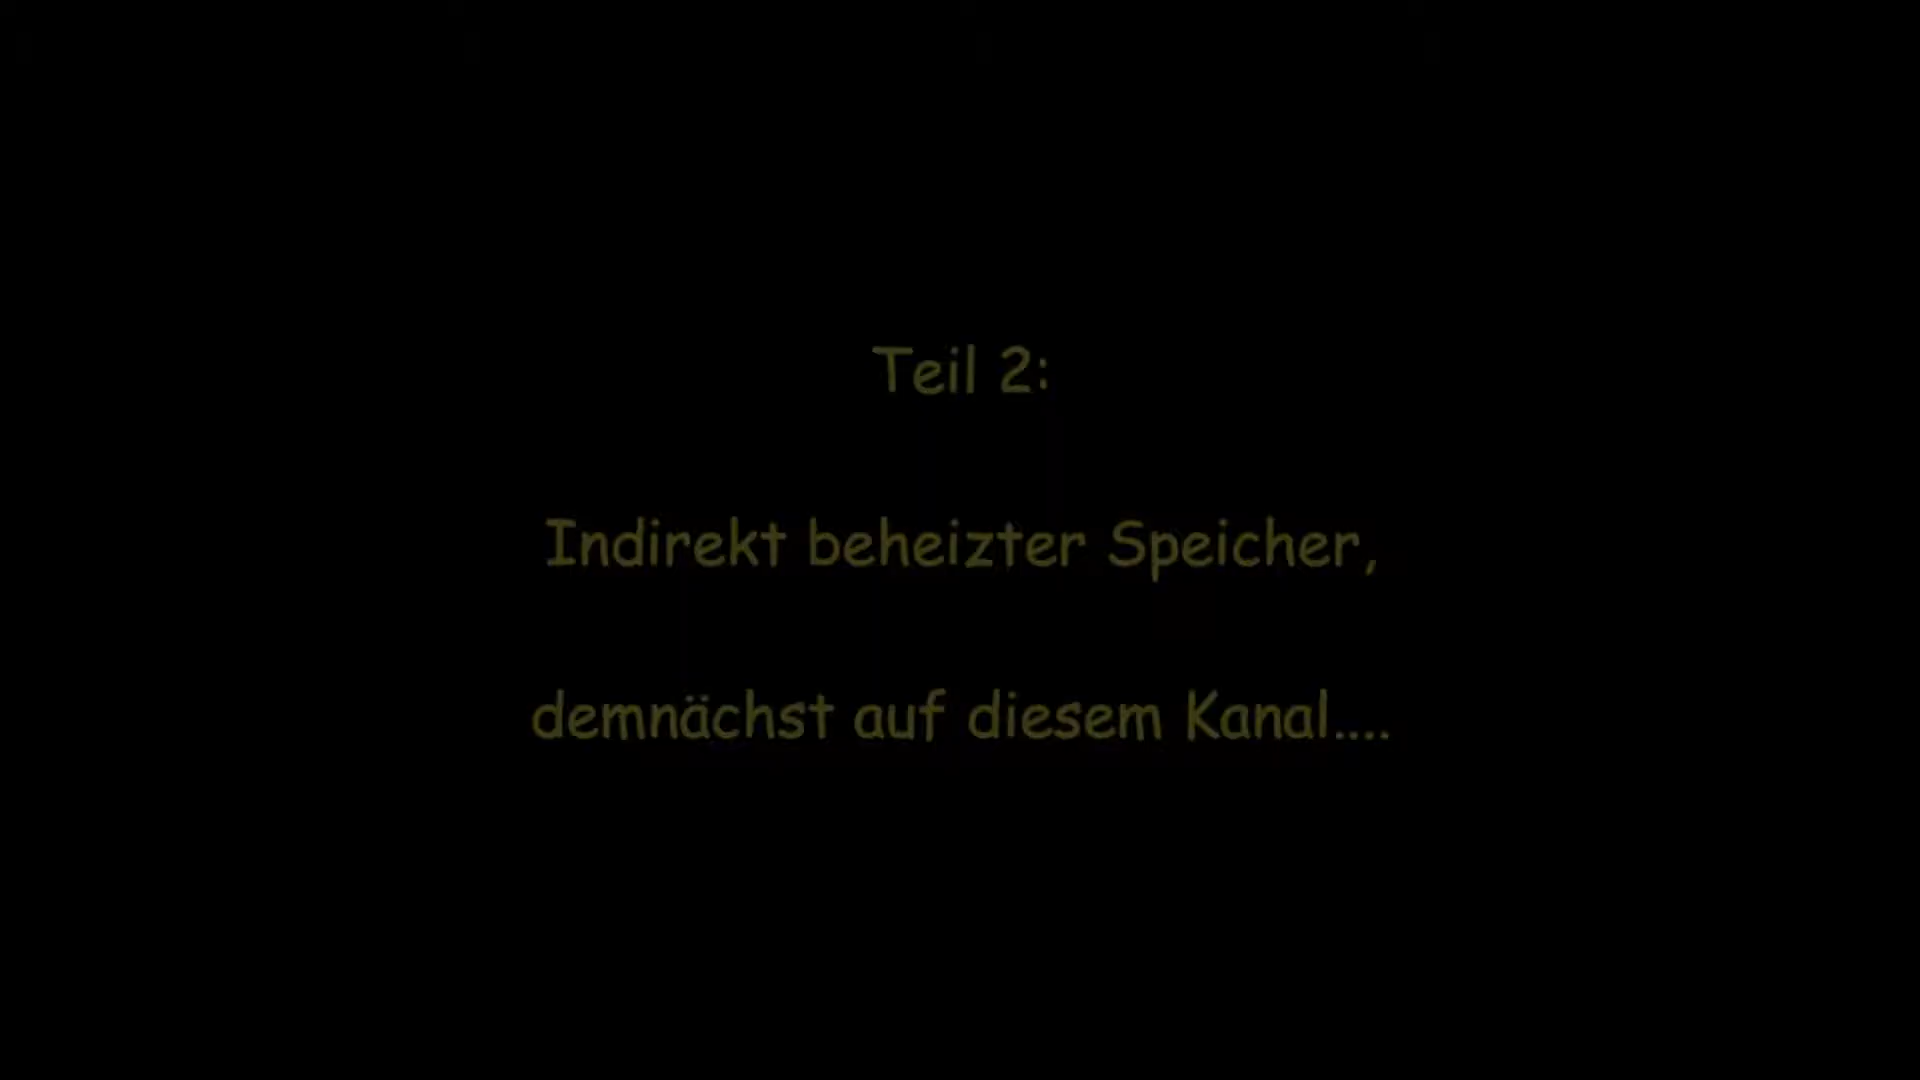 Teil 2:
Indirekt beheizter Speicher,
demnächst auf diesem Kanal....